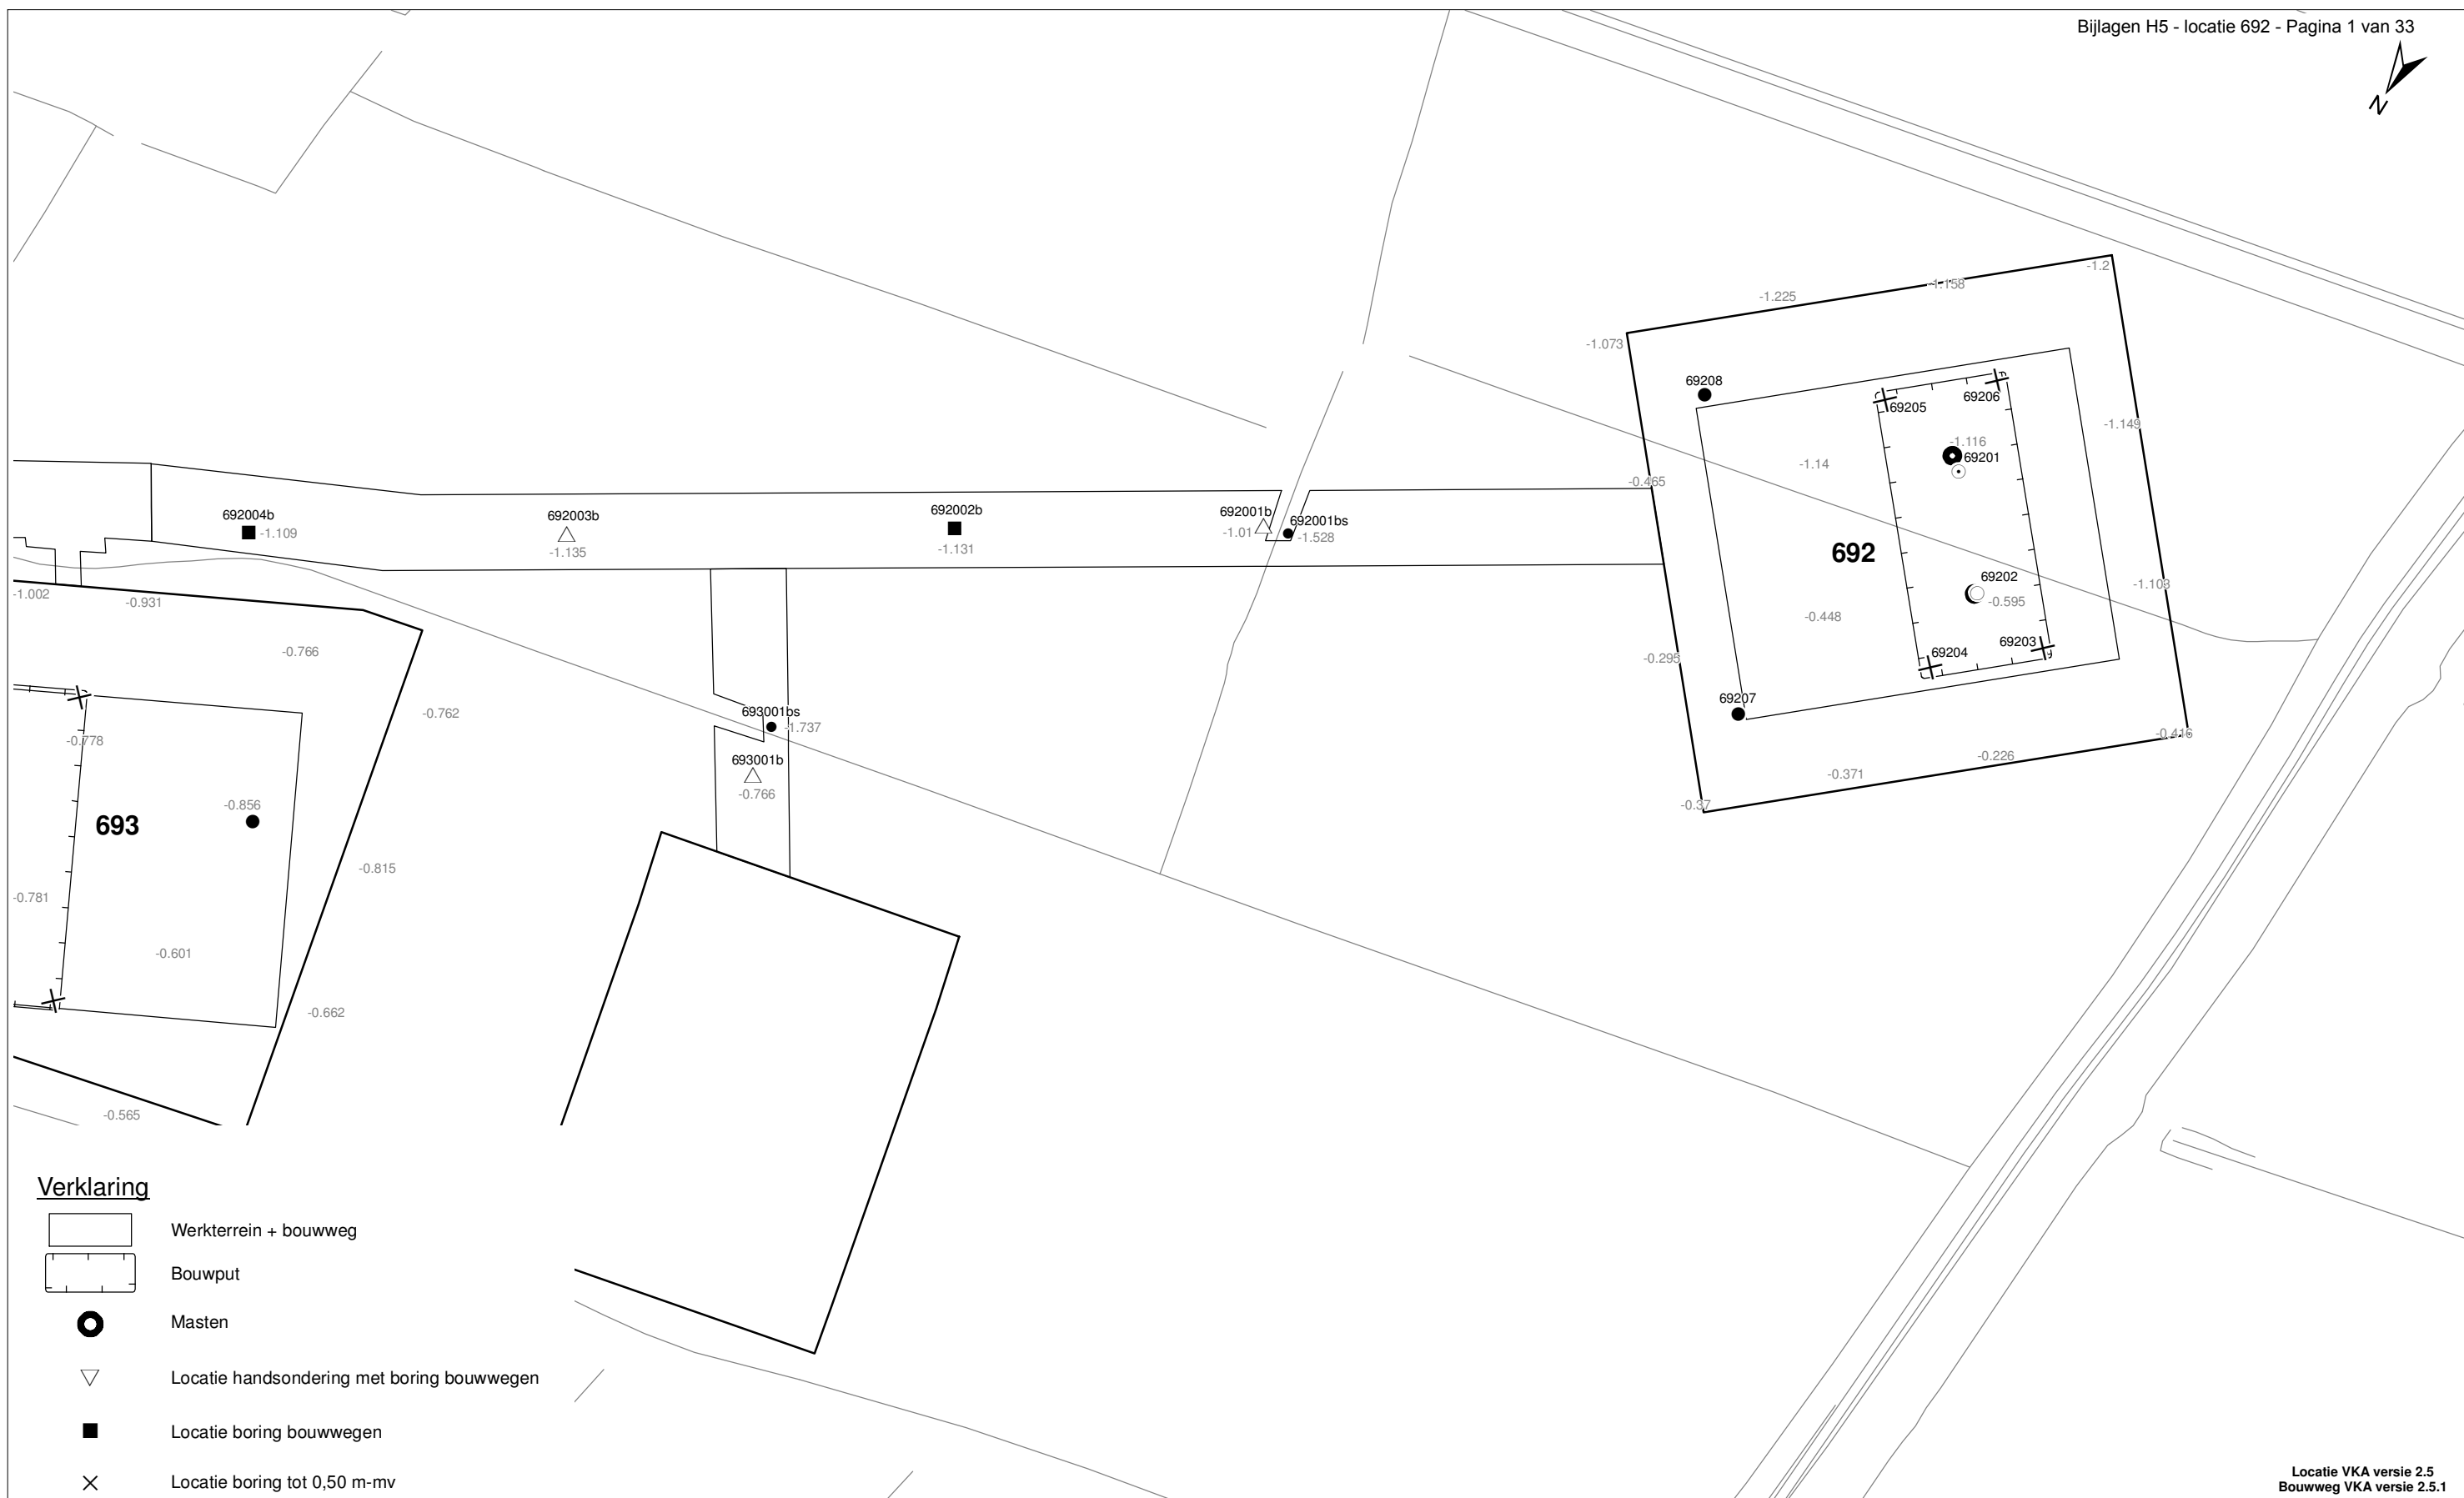 Bijlagen H5 - locatie 692 - Pagina 1 van 33
N
-1.2
-1.158
-1.225
-1.073
69208
69206
69205
-1.149
-1.116
69201
-1.14
-0.465
692004b
-1.109
692003b
-1.135
692002b
-1.131
692001b
-1.01
692001bs
-1.528
692
69202
-0.595
-1.103
-1.002
-0.931
-0.448
-0.766
-0.295
69204
69203
69207
-0.762
693001bs
-1.737
-0.778
-0.416
-0.226
693001b
-0.766
-0.371
-0.37
-0.856
693
-0.815
-0.781
-0.601
-0.662
-0.565
Verklaring
Werkterrein + bouwweg
Bouwput
Masten
Locatie handsondering met boring bouwwegen
Locatie boring bouwwegen
Locatie boring tot 0,50 m-mv
Locatie VKA versie 2.5
Bouwweg VKA versie 2.5.1